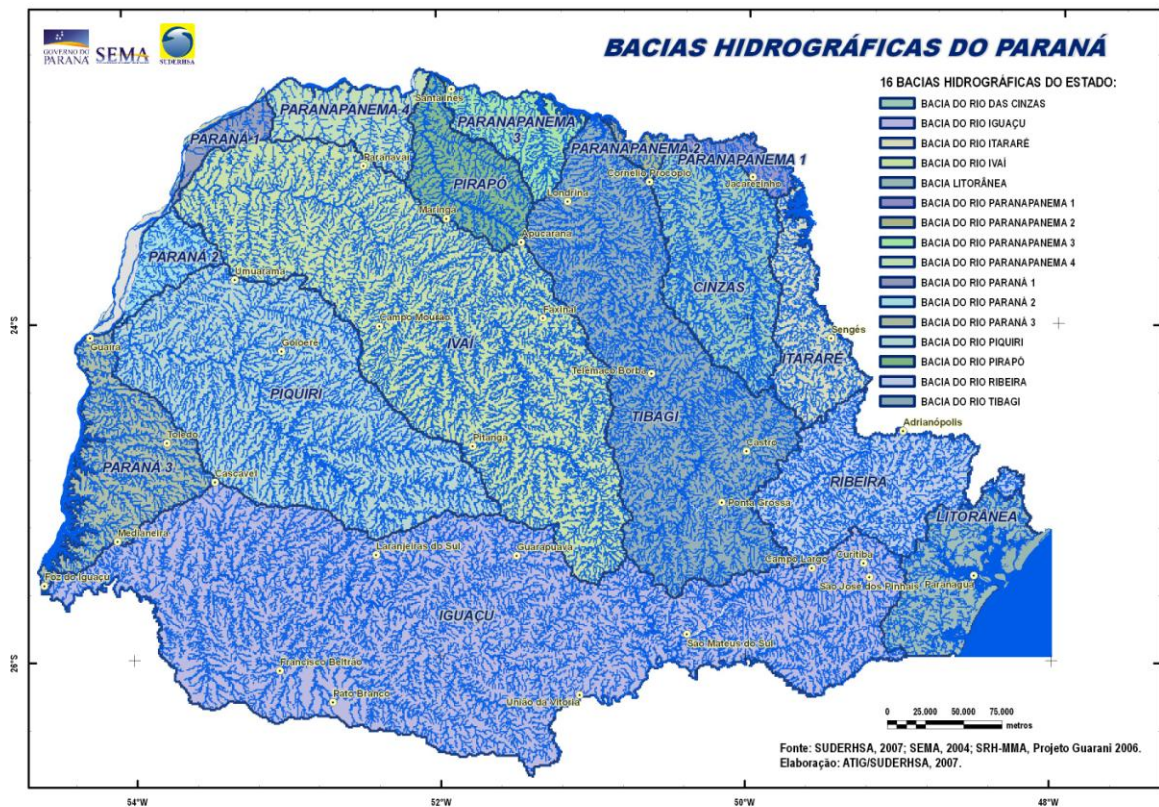 GOVERNO DO
PARANÁ
SEMA
SUDERHSA
BACIAS HIDROGRÁFICAS DO PARANÁ
16 BACIAS HIDROGRÁFICAS DO ESTADO:
BACIA DO RIO DAS CINZAS
BACIA DO RIO IGUAÇU
BACIA DO RIO ITARARÉ
BACIA DO RIO IVAÍ
BACIA LITORÂNEA
BACIA DO RIO PARANAPANEMA 1
BACIA DO RIO PARANAPANEMA 2
BACIA DO RIO PARANAPANEMA 3
BACIA DO RIO PARANAPANEMA 4
BACIA DO RIO PARANÁ 1
BACIA DO RIO PARANÁ 2
BACIA DO RIO PARANÁ 3
BACIA DO RIO PIQUIRI
BACIA DO RIO PIRAPÓ
BACIA DO RIO RIBEIRA
BACIA DO RIO TIBAGI
PARANAPANEMA 4
Santa Inês
PARANAPANEMA
3
PARANÁ 1
PARANAPANEMA 2
PARANAPANEMA 1
Paranavaí
PIRAPÓ
Cornélio Procópio
Jacarezinho
Londrina
Maringá
Apucarana
PARANÁ 2
Umuarama
CINZAS
24°S
Campo Mourão
Faxinal
Sengés
Guaíra
Goioerê
IVAÍ
ITARARÉ
Telêmaco Borba
PIQUIRI
TIBAGI
Adrianópolis
Toledo
Pitanga
Castro
PARANÁ 3
Cascavel
RIBEIRA
Ponta Grossa
LITORÂNEA
Medianeira
Laranjeiras do Sul
Guarapuava
Campo Largo
Curitiba
Foz do Iguaçu
São José dos Pinhais
Paranaguá
IGUAÇU
São Mateus do Sul
26°S
Francisco Beltrão
Pato Branco
União da Vitória
0 25.000 50.000 75.000
metros
Fonte: SUDERHSA, 2007; SEMA, 2004; SRH-MMA, Projeto Guarani 2006.
Elaboração: ATIG/SUDERHSA, 2007.
54°W
52°W
50°W
48°W